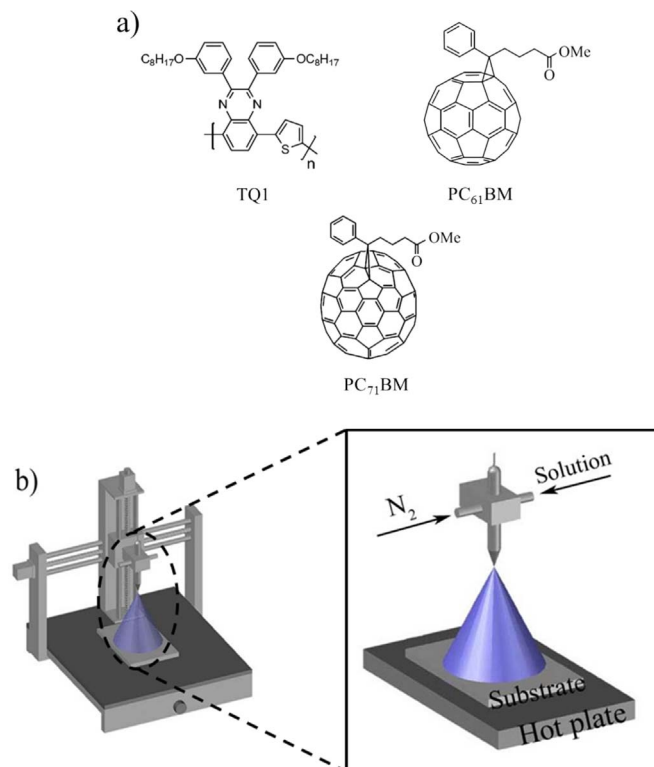 a)
C₈H₁₇O
OC₈H₁₇
N
N
S
n
TQ1
OMe
O
PC₆₁BM
OMe
O
PC₇₁BM
b)
N₂
Solution
Substrate
Hot plate